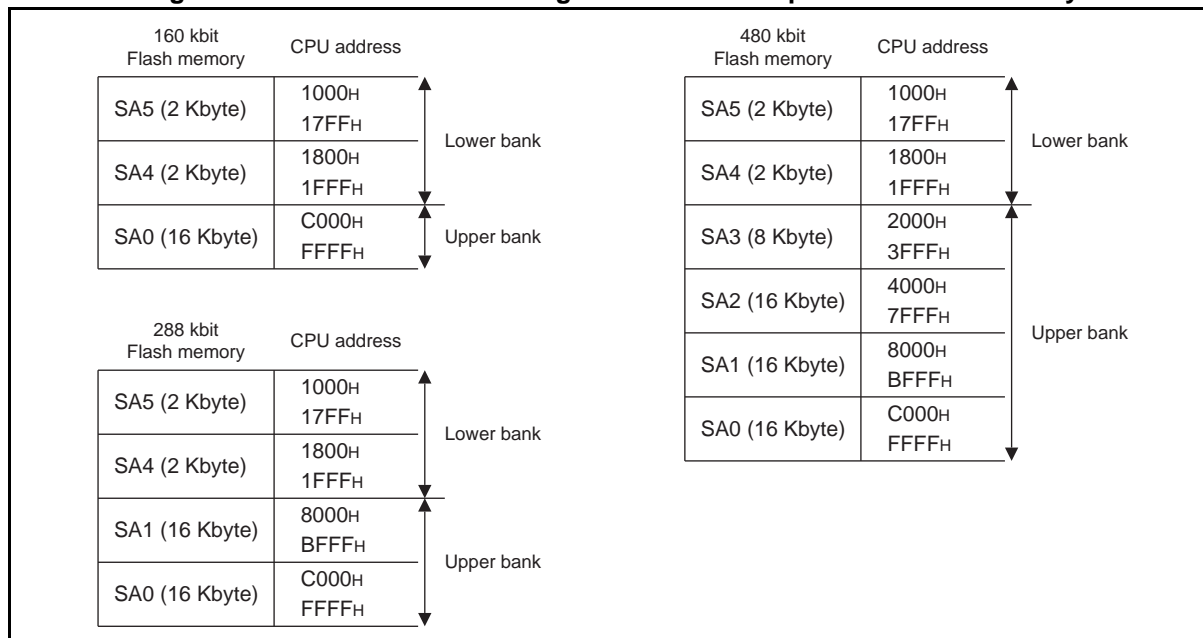 160 kbit
Flash memory
CPU address
SA5 (2 Kbyte)
1000H
17FFH
SA4 (2 Kbyte)
1800H
1FFFH
Lower bank
SA0 (16 Kbyte)
C000H
FFFFH
Upper bank
288 kbit
Flash memory
CPU address
SA5 (2 Kbyte)
1000H
17FFH
SA4 (2 Kbyte)
1800H
1FFFH
Lower bank
SA1 (16 Kbyte)
8000H
BFFFH
SA0 (16 Kbyte)
C000H
FFFFH
Upper bank
480 kbit
Flash memory
CPU address
SA5 (2 Kbyte)
1000H
17FFH
SA4 (2 Kbyte)
1800H
1FFFH
Lower bank
SA3 (8 Kbyte)
2000H
3FFFH
SA2 (16 Kbyte)
4000H
7FFFH
SA1 (16 Kbyte)
8000H
BFFFH
SA0 (16 Kbyte)
C000H
FFFFH
Upper bank